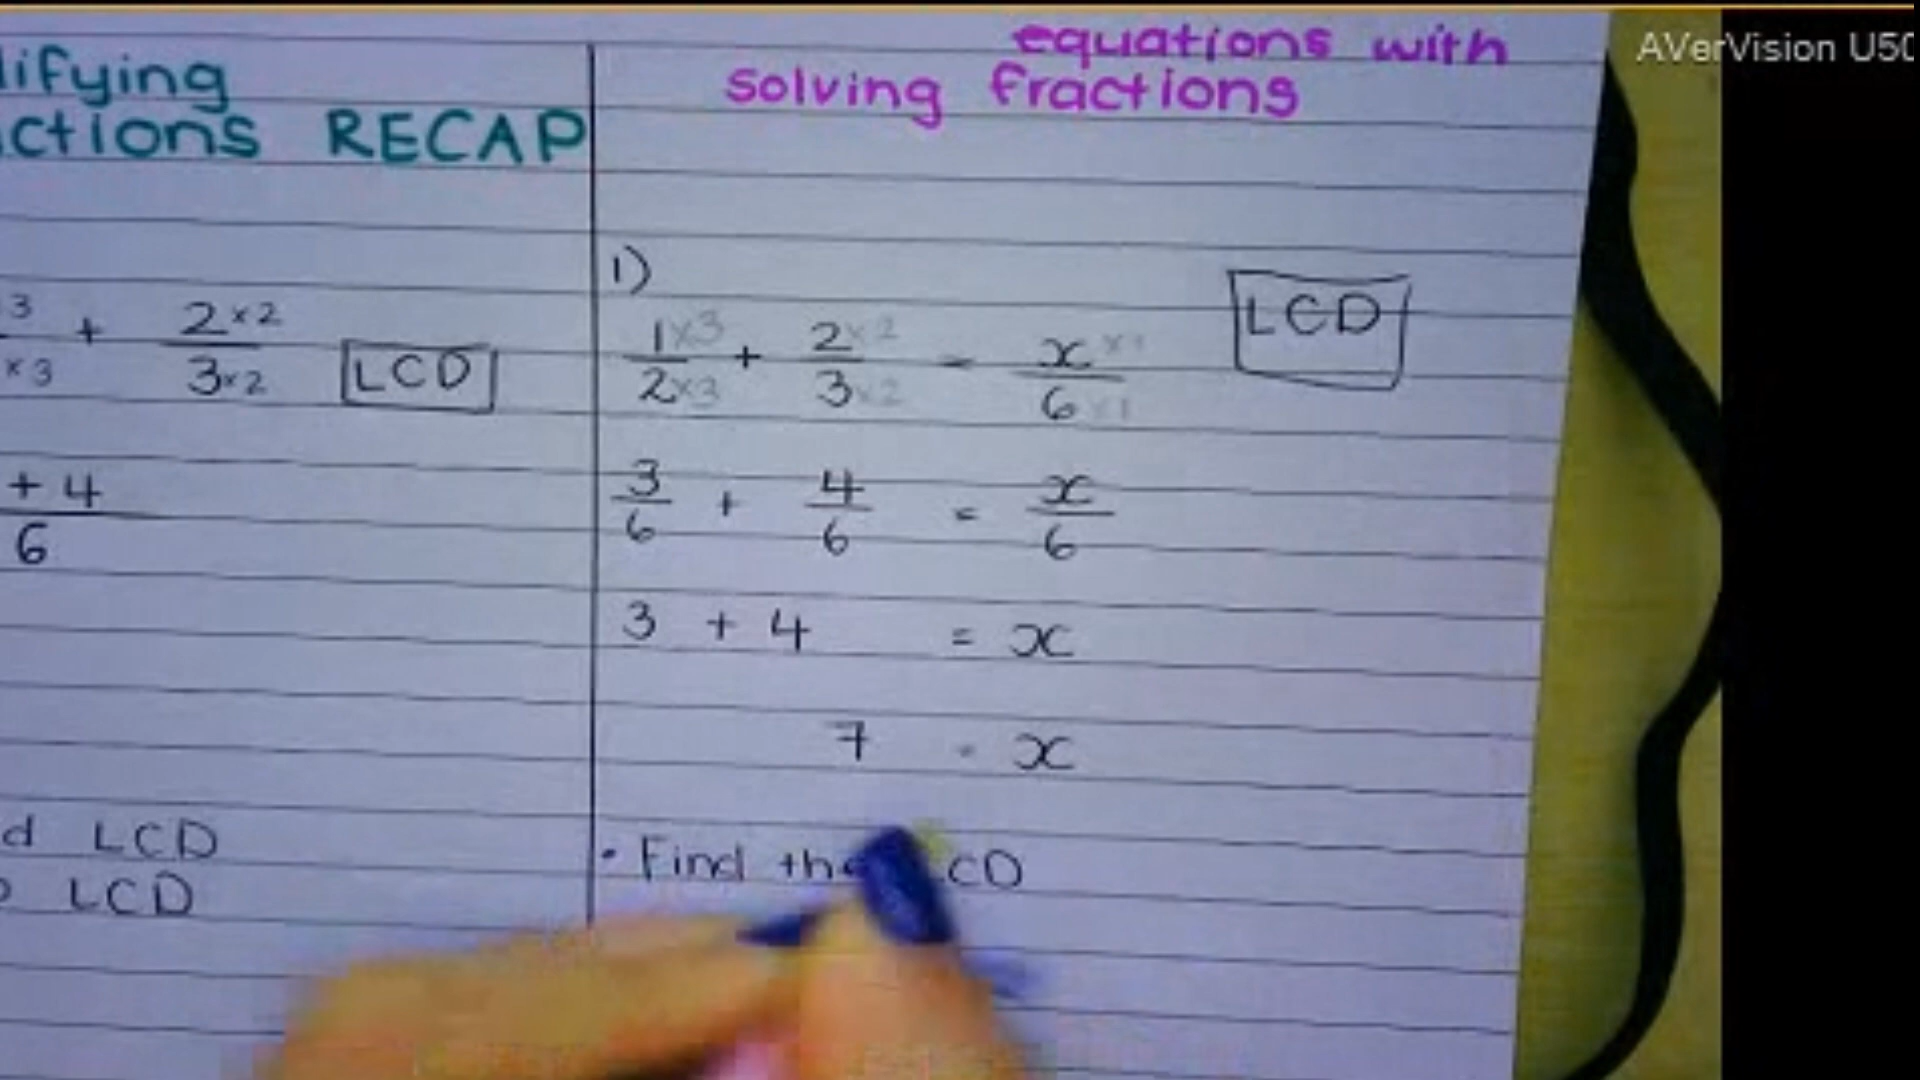 AVerVision U50
lifying
ctions RECAP
3 + 2 ×2
×3 3 ×2 LCD
+ 4
6
d LCD
LCD
equations with
solving fractions
1)
1×3/2×3 + 2×2/3×2 = x×1/6×1 LCD
3/6 + 4/6 = x/6
3 + 4 = x
7 = x
• Find the LCD